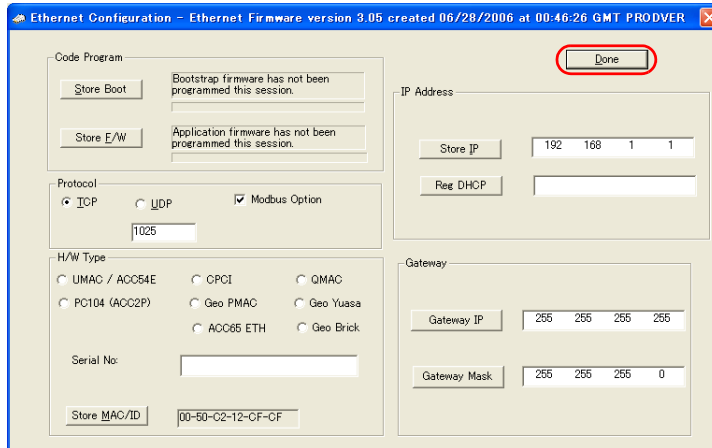 Ethernet Configuration - Ethernet Firmware version 3.05 created 06/28/2006 at 00:46:26 GMT PRODVER
Code Program
Store Boot
Bootstrap firmware has not been
programmed this session.
Store F/W
Application firmware has not been
programmed this session.
Done
IP Address
Store IP
192 168 1 1
Reg DHCP
Protocol
TCP
UDP
Modbus Option
1025
H/W Type
UMAC / ACC54E
CPCI
QMAC
PC104 (ACC2P)
Geo PMAC
Geo Yuasa
ACC65 ETH
Geo Brick
Serial No:
Store MAC/ID
00-50-C2-12-CF-CF
Gateway
Gateway IP
255 255 255 255
Gateway Mask
255 255 255 0